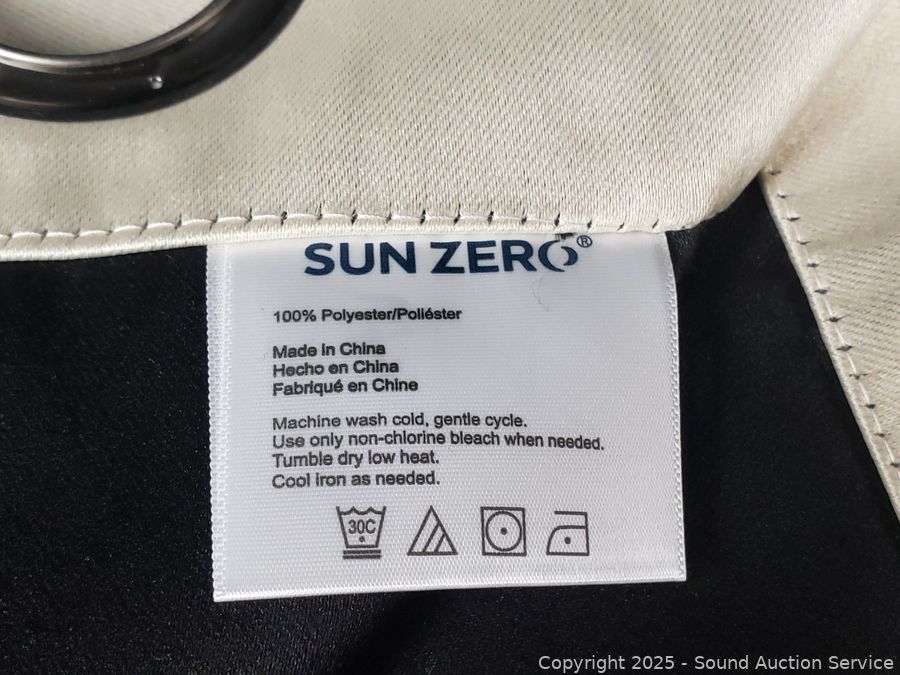 SUN ZERO®
100% Polyester/Poliéster
Made in China
Hecho en China
Fabriqué en Chine
Machine wash cold, gentle cycle.
Use only non-chlorine bleach when needed.
Tumble dry low heat.
Cool iron as needed.
30C
Copyright 2025 - Sound Auction Service